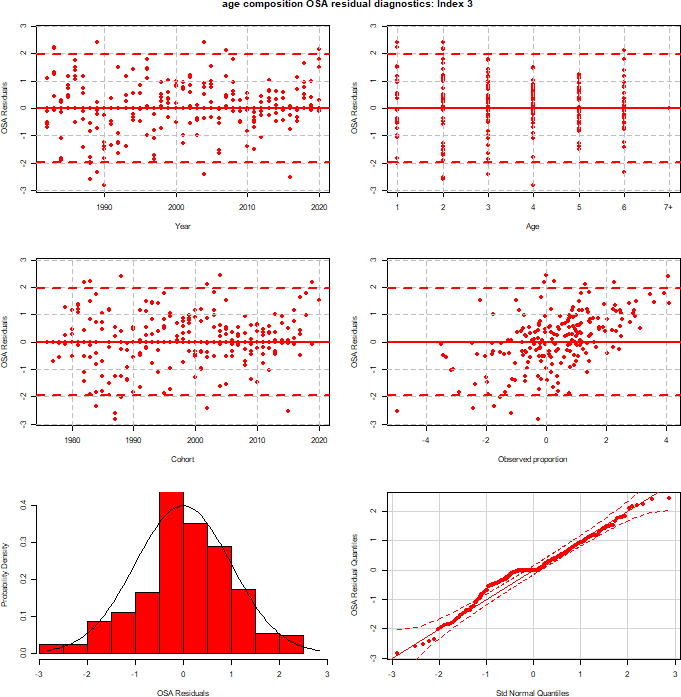 age composition OSA residual diagnostics: Index 3
OSA Residuals
3
2
1
0
-1
-2
-3
1990 2000 2010 2020
Year
OSA Residuals
3
2
1
0
-1
-2
-3
1 2 3 4 5 6 7+
Age
OSA Residuals
3
2
1
0
-1
-2
-3
1980 1990 2000 2010 2020
Cohort
OSA Residuals
3
2
1
0
-1
-2
-3
-4 -2 0 2 4
Observed proportion
Probability Density
0.4
0.3
0.2
0.1
0.0
-3 -2 -1 0 1 2 3
OSA Residuals
OSA Residual Quantiles
2
1
0
-1
-2
-3
-3 -2 -1 0 1 2 3
Std Normal Quantiles